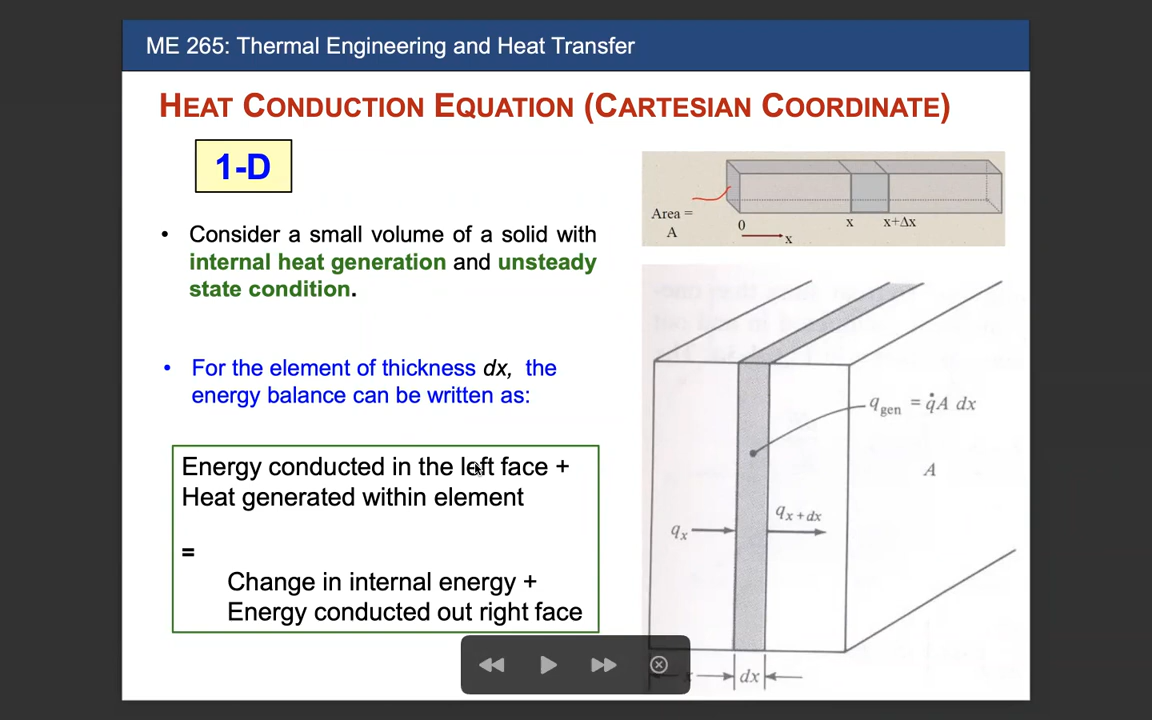 ME 265: Thermal Engineering and Heat Transfer
HEAT CONDUCTION EQUATION (CARTESIAN COORDINATE)
1-D
• Consider a small volume of a solid with
internal heat generation and unsteady
state condition.
• For the element of thickness dx, the
energy balance can be written as:
Energy conducted in the left face +
Heat generated within element
=
Change in internal energy +
Energy conducted out right face
Area =
A
0
x
x
x+Δx
q_gen = q̇A dx
A
q_x
q_x+dx
x
dx